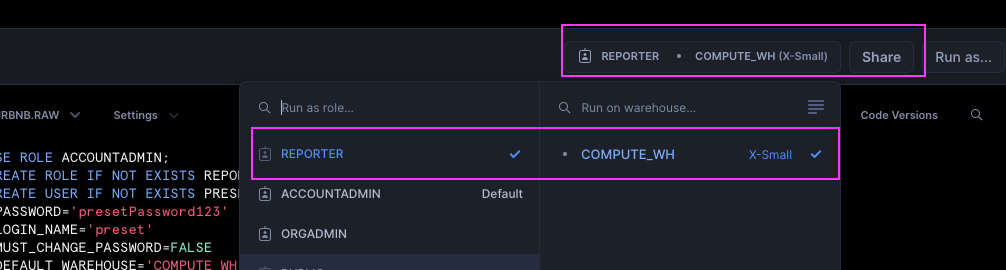 REPORTER • COMPUTE_WH (X-Small) Share Run as...
Run as role... Run on warehouse...
RBNB.RAW Settings Code Versions
REPORTER • COMPUTE_WH X-Small
SE ROLE ACCOUNTADMIN;
REATE ROLE IF NOT EXISTS REPO
REATE USER IF NOT EXISTS PRES
ACCOUNTADMIN Default
PASSWORD='presetPassword123'
LOGIN_NAME='preset'
ORGADMIN
MUST_CHANGE_PASSWORD=FALSE
DEFAULT_WAREHOUSE='COMPUTE_WH